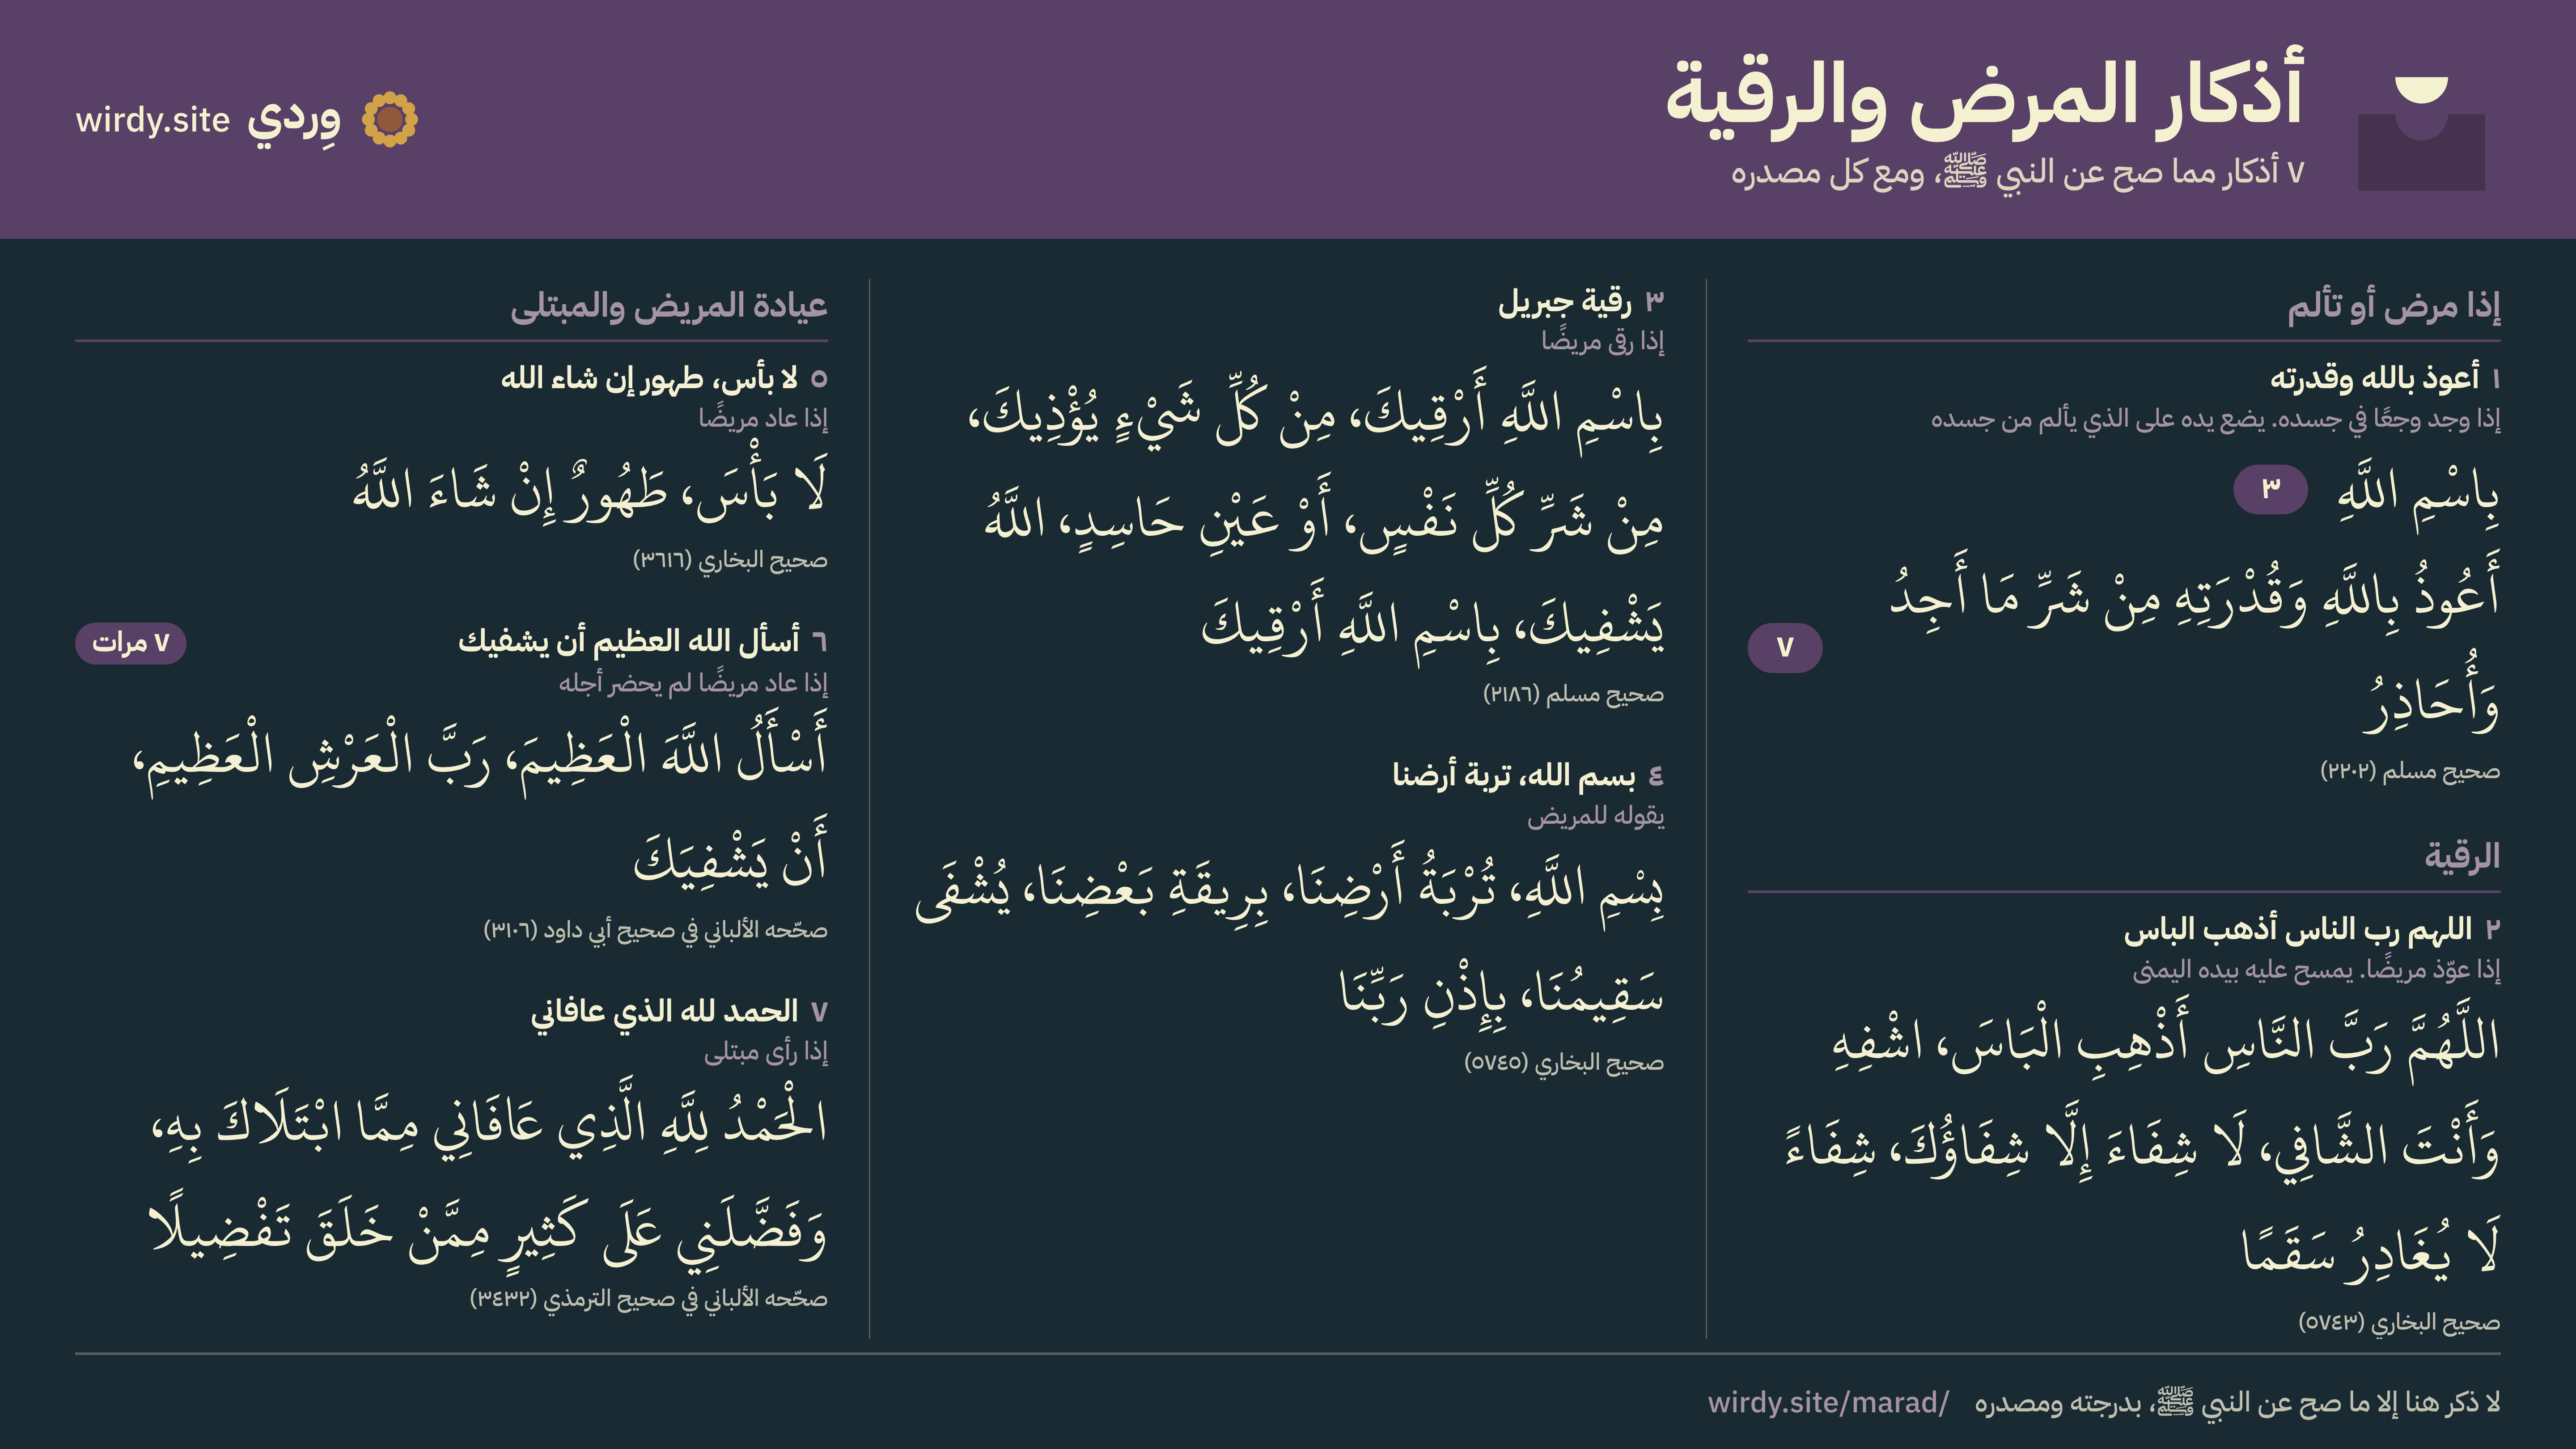 أذكار المرض والرقية
٧ أذكار مما صح عن النبي ﷺ، ومع كل مصدره
وِردي wirdy.site
إذا مرض أو تألم
١ أعوذ بالله وقدرته
إذا وجد وجعًا في جسده. يضع يده على الذي يألم من جسده
بِاسْمِ اللَّهِ ٣
أَعُوذُ بِاللَّهِ وَقُدْرَتِهِ مِنْ شَرِّ مَا أَجِدُ
وَأُحَاذِرُ
٧
صحيح مسلم (٢٢٠٢)
الرقية
٢ اللهم رب الناس أذهب الباس
إذا عوّذ مريضًا. يمسح عليه بيده اليمنى
اللَّهُمَّ رَبَّ النَّاسِ أَذْهِبِ الْبَاسَ، اشْفِهِ
وَأَنْتَ الشَّافِي، لَا شِفَاءَ إِلَّا شِفَاؤُكَ، شِفَاءً
لَا يُغَادِرُ سَقَمًا
صحيح البخاري (٥٧٤٣)
٣ رقية جبريل
إذا رقى مريضًا
بِاسْمِ اللَّهِ أَرْقِيكَ، مِنْ كُلِّ شَيْءٍ يُؤْذِيكَ،
مِنْ شَرِّ كُلِّ نَفْسٍ، أَوْ عَيْنِ حَاسِدٍ، اللَّهُ
يَشْفِيكَ، بِاسْمِ اللَّهِ أَرْقِيكَ
صحيح مسلم (٢١٨٦)
٤ بسم الله، تربة أرضنا
يقوله للمريض
بِسْمِ اللَّهِ، تُرْبَةُ أَرْضِنَا، بِرِيقَةِ بَعْضِنَا، يُشْفَى
سَقِيمُنَا، بِإِذْنِ رَبِّنَا
صحيح البخاري (٥٧٤٥)
عيادة المريض والمبتلى
٥ لا بأس، طهور إن شاء الله
إذا عاد مريضًا
لَا بَأْسَ، طَهُورٌ إِنْ شَاءَ اللَّهُ
صحيح البخاري (٣٦١٦)
٦ أسأل الله العظيم أن يشفيك ٧ مرات
إذا عاد مريضًا لم يحضر أجله
أَسْأَلُ اللَّهَ الْعَظِيمَ، رَبَّ الْعَرْشِ الْعَظِيمِ،
أَنْ يَشْفِيَكَ
صحّحه الألباني في صحيح أبي داود (٣١٠٦)
٧ الحمد لله الذي عافاني
إذا رأى مبتلى
الْحَمْدُ لِلَّهِ الَّذِي عَافَانِي مِمَّا ابْتَلَاكَ بِهِ،
وَفَضَّلَنِي عَلَى كَثِيرٍ مِمَّنْ خَلَقَ تَفْضِيلًا
صحّحه الألباني في صحيح الترمذي (٣٤٣٢)
لا ذكر هنا إلا ما صح عن النبي ﷺ، بدرجته ومصدره wirdy.site/marad/